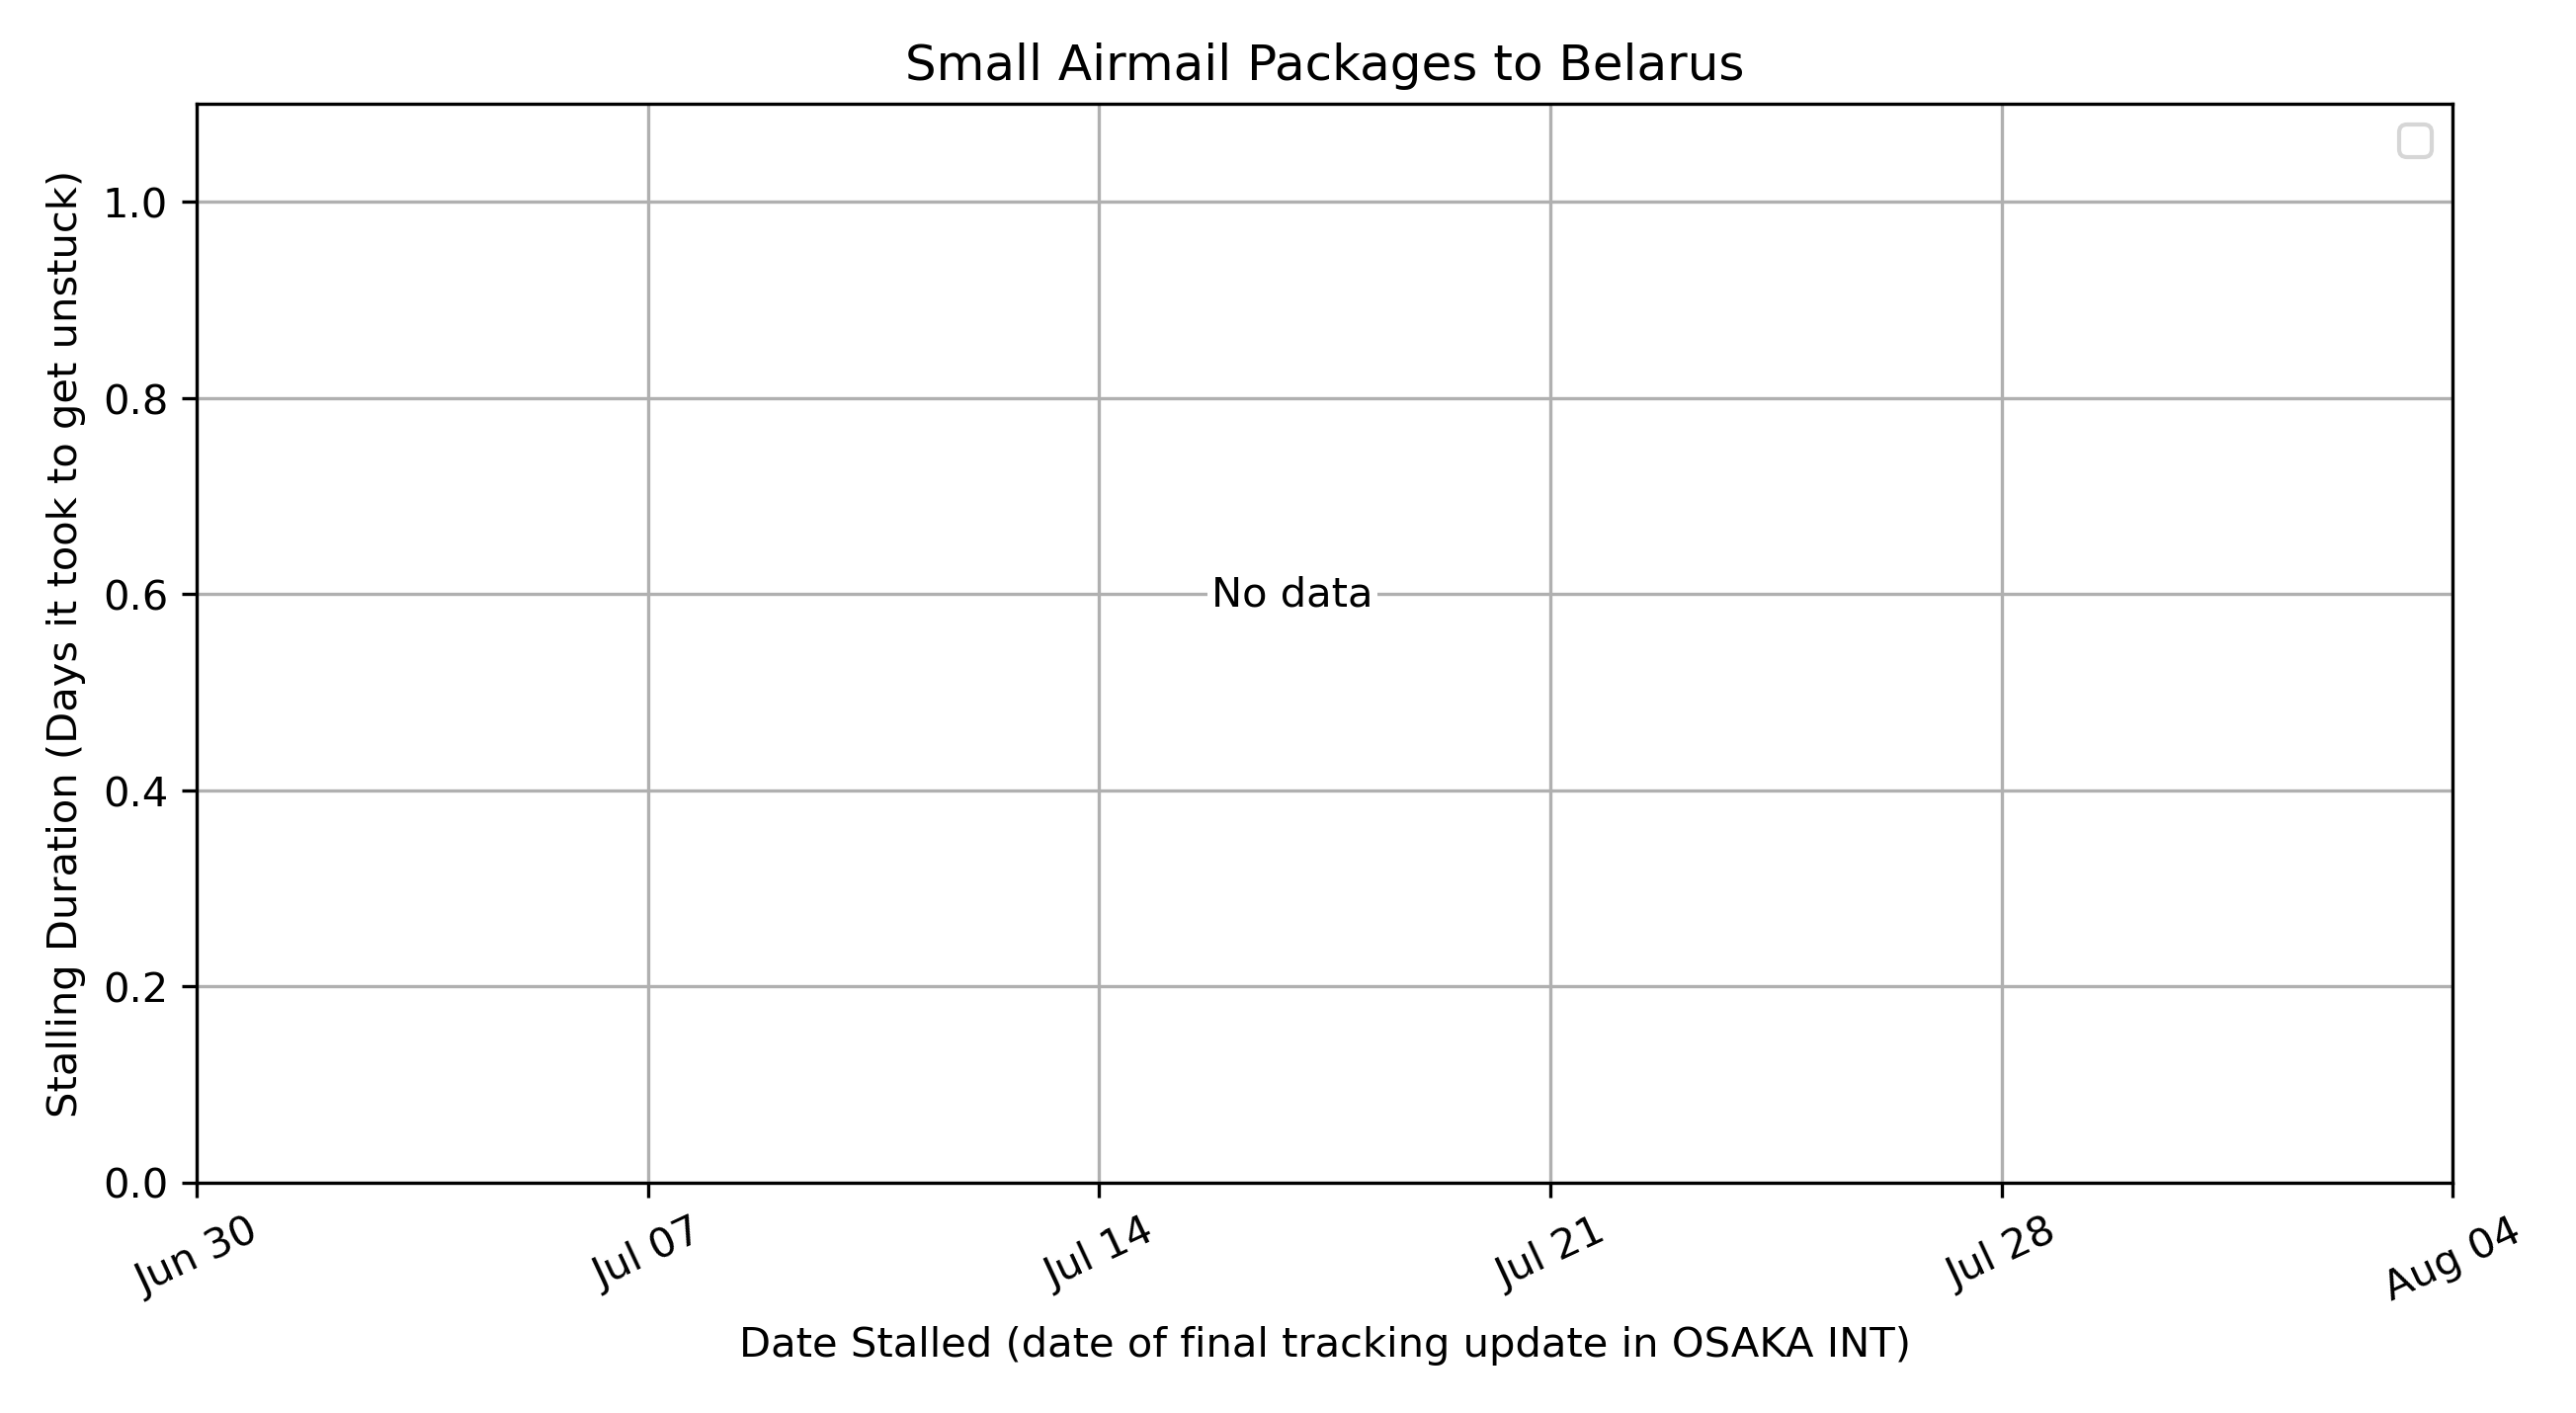 Small Airmail Packages to Belarus
Stalling Duration (Days it took to get unstuck)
1.0
0.8
0.6
0.4
0.2
0.0
No data
Jun 30
Jul 07
Jul 14
Jul 21
Jul 28
Aug 04
Date Stalled (date of final tracking update in OSAKA INT)